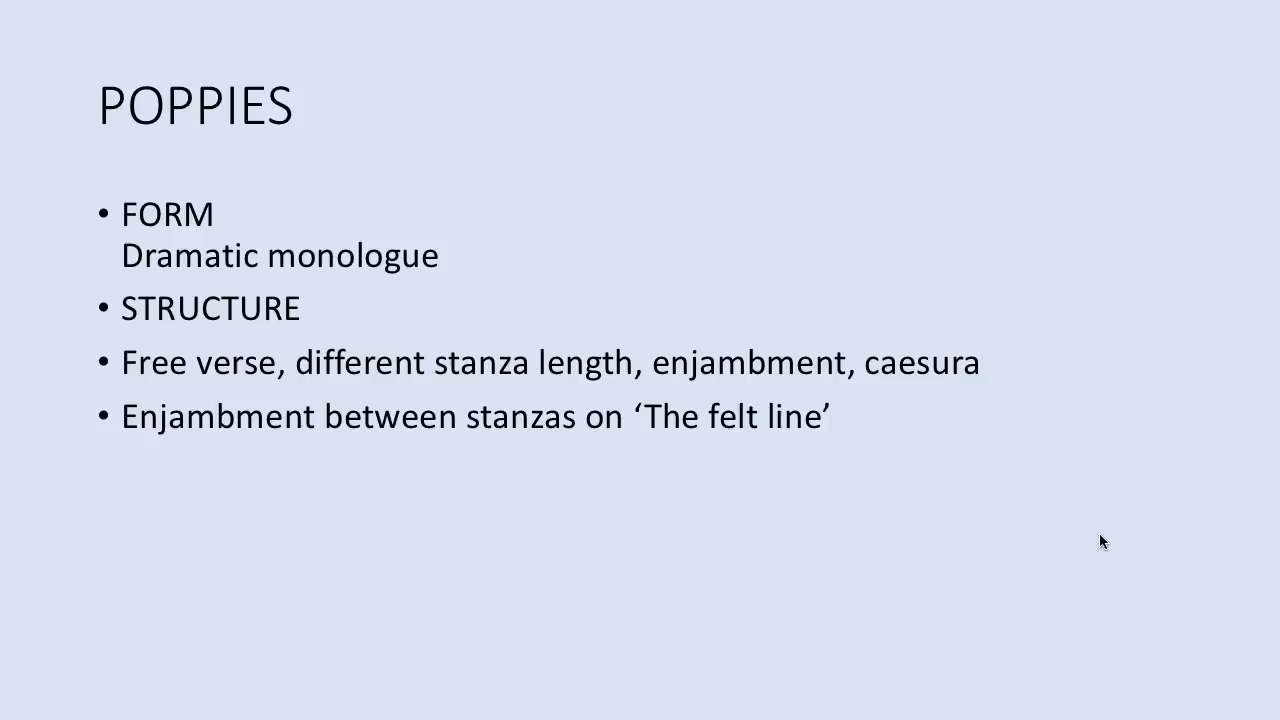 POPPIES
• FORM
Dramatic monologue
• STRUCTURE
• Free verse, different stanza length, enjambment, caesura
• Enjambment between stanzas on ‘The felt line’